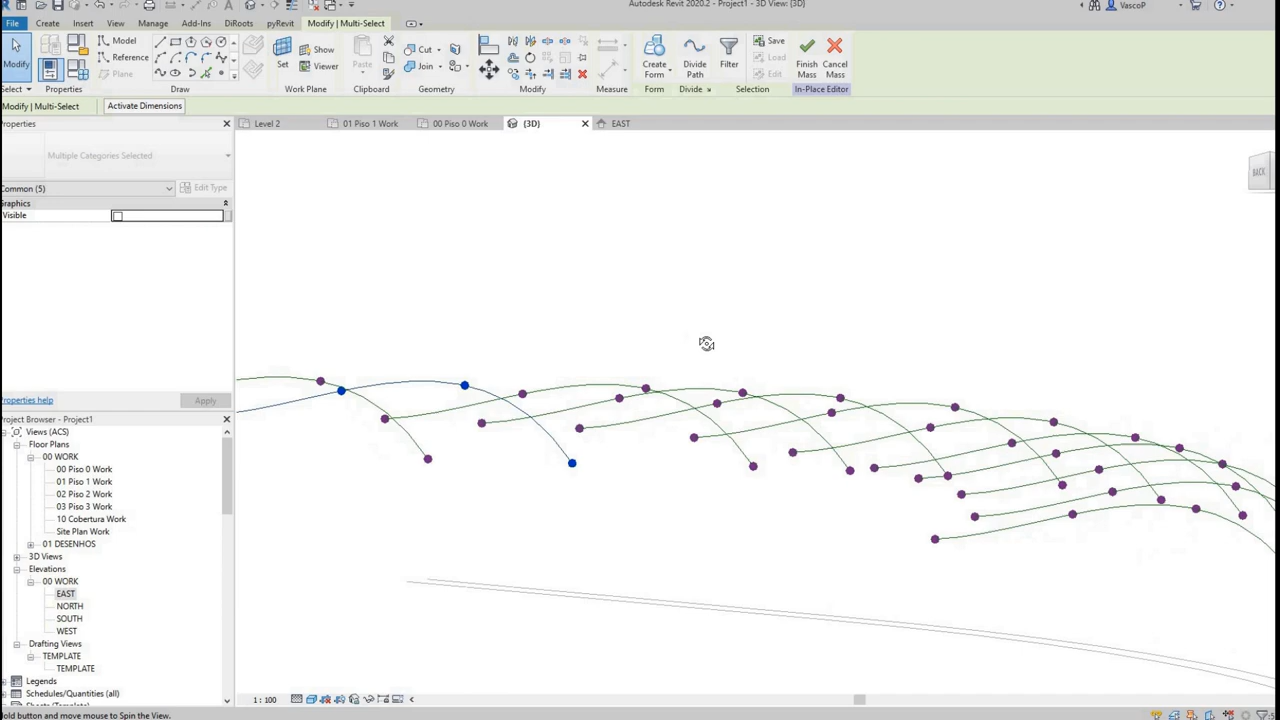 Autodesk Revit 2020.2 - Project1 - 3D View: {3D}
VascoP
File Create Insert View Manage Add-Ins DiRoots pyRevit Modify | Multi-Select
Modify
Select
Properties
Model
Reference
Plane
Draw
Set
Show
Viewer
Work Plane
Paste
Clipboard
Cut
Join
Geometry
Modify
Measure
Create Form
Form
Divide Path
Divide
Filter
Save
Load
Edit
Selection
Finish Mass
Cancel Mass
In-Place Editor
Modify | Multi-Select Activate Dimensions
Properties
Level 2
01 Piso 1 Work
00 Piso 0 Work
{3D}
EAST
Multiple Categories Selected
Common (5) Edit Type
Graphics
Visible
BACK
Properties help Apply
Project Browser - Project1
Views (ACS)
Floor Plans
00 WORK
00 Piso 0 Work
01 Piso 1 Work
02 Piso 2 Work
03 Piso 3 Work
10 Cobertura Work
Site Plan Work
01 DESENHOS
3D Views
Elevations
00 WORK
EAST
NORTH
SOUTH
WEST
Drafting Views
TEMPLATE
TEMPLATE
Legends
Schedules/Quantities (all)
1 : 100
Hold button and move mouse to Spin the View.